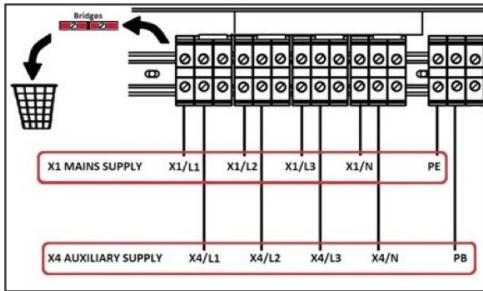 Bridges
X1 MAINS SUPPLY X1/L1 X1/L2 X1/L3 X1/N PE
X4 AUXILIARY SUPPLY X4/L1 X4/L2 X4/L3 X4/N PB